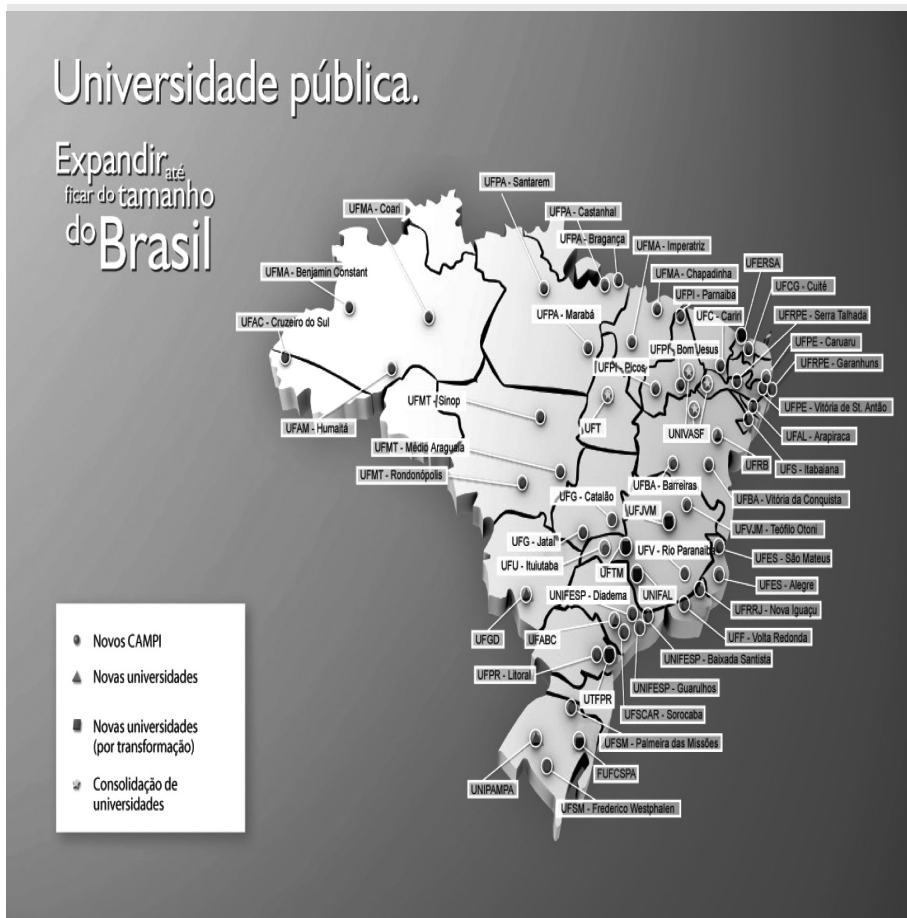 Universidade pública.
Expandir até
ficar do tamanho
do Brasil
UFPA - Santarem
UFMA - Coari
UFPA - Castanhal
UFPA - Bragança
UFMA - Imperatriz
UFERSA
UFMA - Benjamin Constant
UFMA - Chapadinha
UFCG - Cuité
UFPI - Parnaiba
UFPA - Marabá
UFC - Cariri
UFRPE - Serra Talhada
UFAC - Cruzeiro do Sul
UFPE - Caruaru
UFPI - Bom Jesus
UFRPE - Garanhuns
UFPI - Picos
UFMT - Sinop
UFPE - Vitória de St. Antão
UFAM - Humaitá
UFT
UNIVASF
UFAL - Arapiraca
UFMT - Médio Araguaia
UFRB
UFS - Itabaiana
UFMT - Rondonópolis
UFBA - Barreiras
UFG - Catalão
UFBA - Vitória da Conquista
UFJVM
UFVJM - Teófilo Otoni
UFG - Jataí
UFV - Rio Paranaiba
UFES - São Mateus
UFU - Ituiutaba
UFTM
UFES - Alegre
UNIFESP - Diadema
UNIFAL
UFRRJ - Nova Iguaçu
UFGD
UFABC
UFF - Volta Redonda
UNIFESP - Baixada Santista
UFPR - Litoral
UNIFESP - Guarulhos
UTFPR
UFSCAR - Sorocaba
UFSM - Palmeira das Missões
FUFCSPA
UNIPAMPA
UFSM - Frederico Westphalen
Novos CAMPI
Novas universidades
Novas universidades
(por transformação)
Consolidação de
universidades